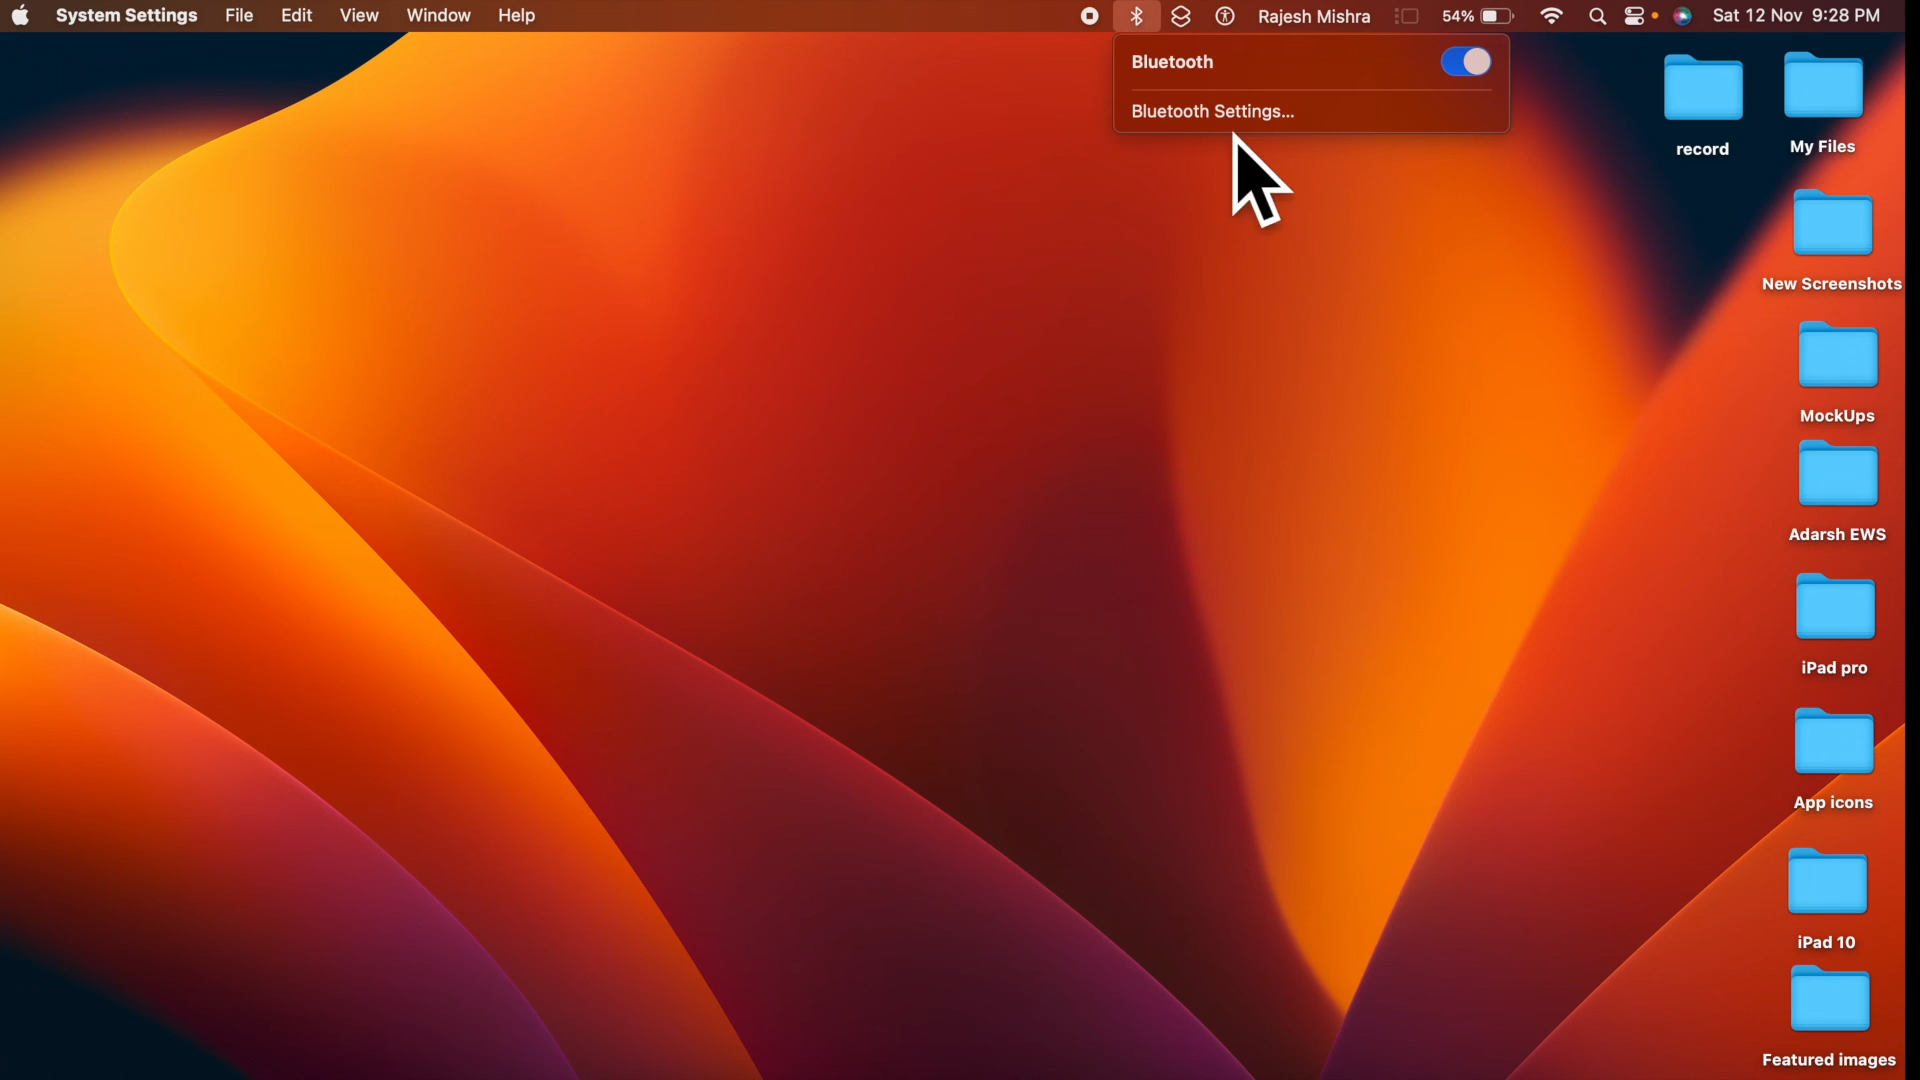 System Settings File Edit View Window Help Rajesh Mishra 54% Sat 12 Nov 9:28 PM
Bluetooth
Bluetooth Settings...
record
My Files
New Screenshots
MockUps
Adarsh EWS
iPad pro
App icons
iPad 10
Featured images